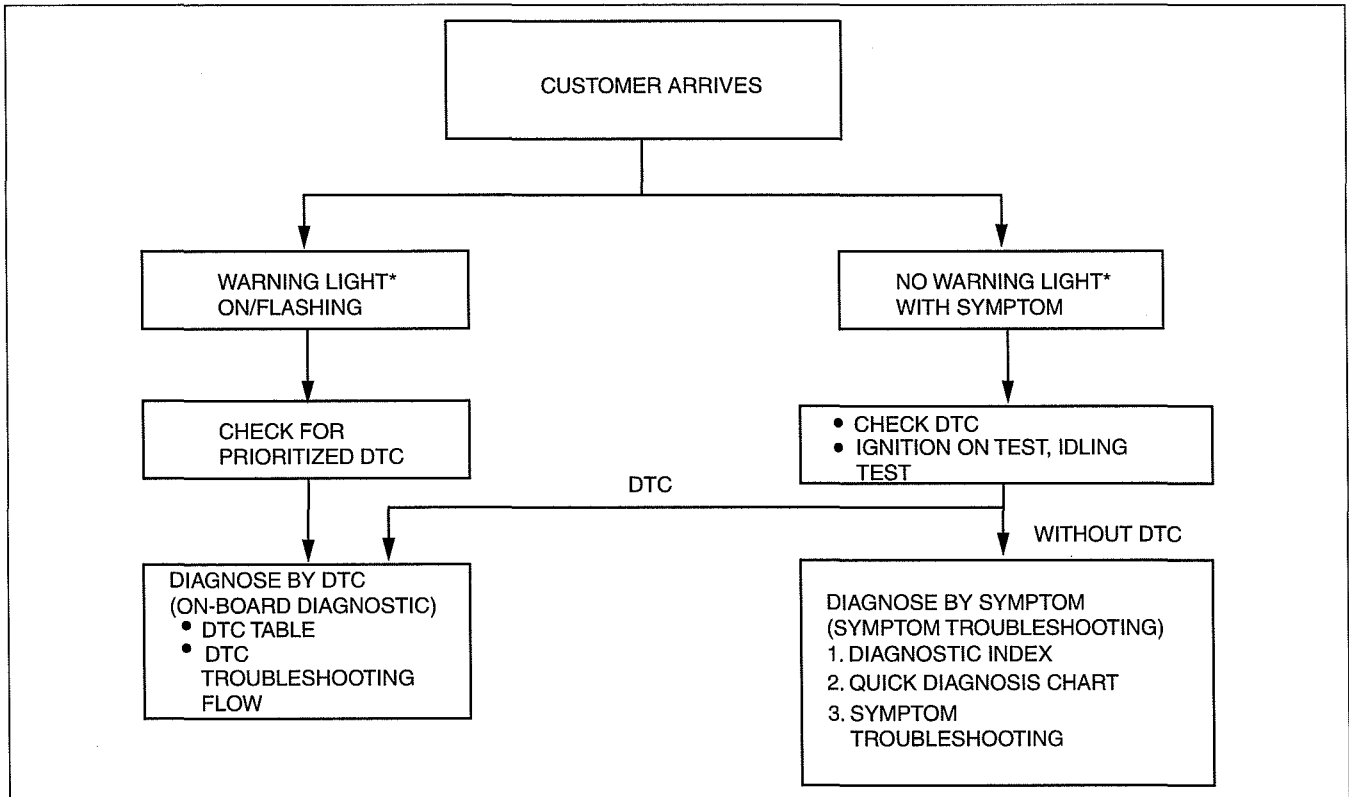 CUSTOMER ARRIVES
WARNING LIGHT*
ON/FLASHING
NO WARNING LIGHT*
WITH SYMPTOM
CHECK FOR
PRIORITIZED DTC
• CHECK DTC
• IGNITION ON TEST, IDLING
TEST
DTC
WITHOUT DTC
DIAGNOSE BY DTC
(ON-BOARD DIAGNOSTIC)
• DTC TABLE
• DTC
TROUBLESHOOTING
FLOW
DIAGNOSE BY SYMPTOM
(SYMPTOM TROUBLESHOOTING)
1. DIAGNOSTIC INDEX
2. QUICK DIAGNOSIS CHART
3. SYMPTOM
TROUBLESHOOTING